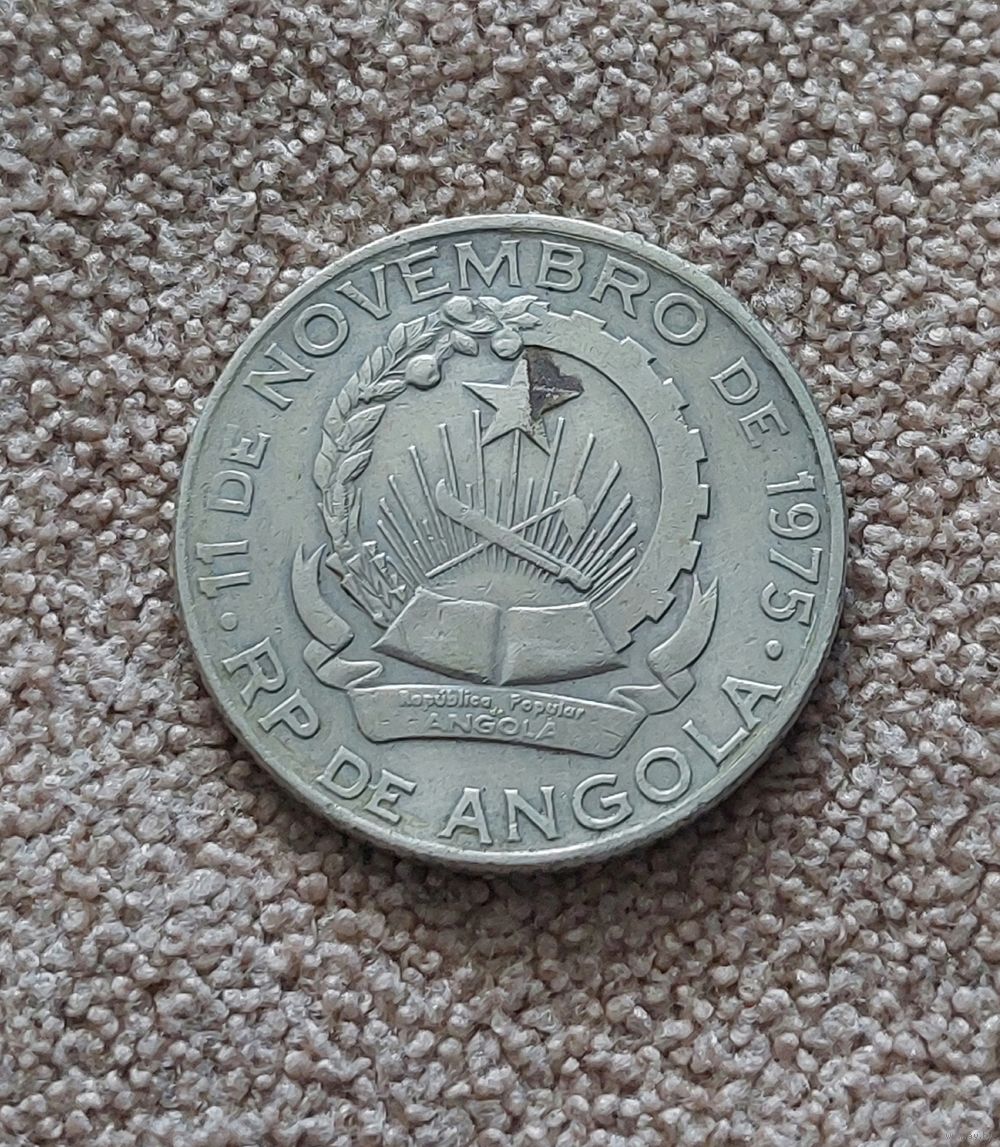 · 11 DE NOVEMBRO DE 1975 ·
RP DE ANGOLA
República Popular
ANGOLA